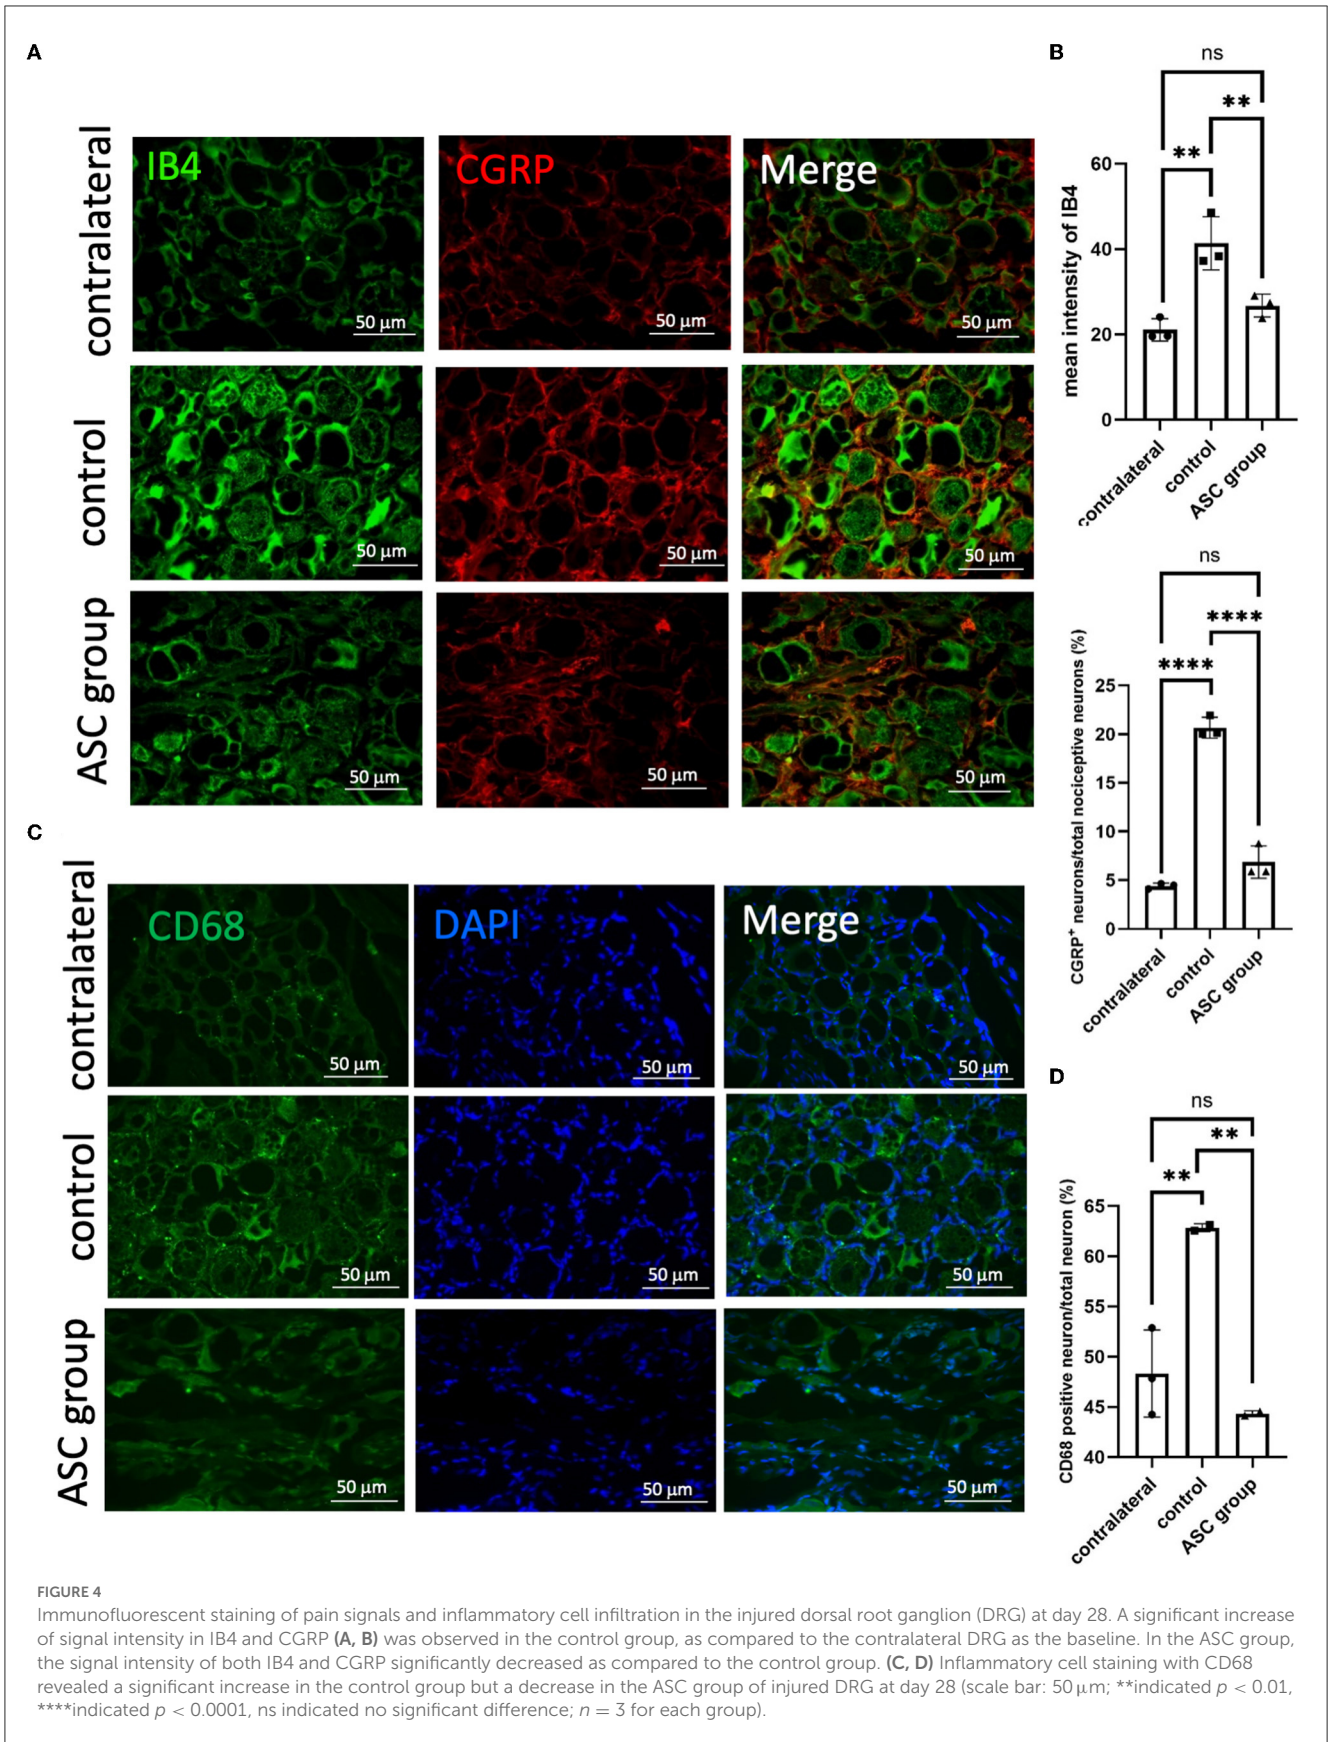 A
IB4
CGRP
Merge
contralateral
50 μm
50 μm
50 μm
control
50 μm
50 μm
50 μm
ASC group
50 μm
50 μm
50 μm
B
ns
**
**
mean intensity of IB4
60
40
20
0
contralateral
control
ASC group
ns
****
****
CGRP⁺ neurons/total nociceptive neurons (%)
25
20
15
10
5
0
contralateral
control
ASC group
C
CD68
DAPI
Merge
contralateral
50 μm
50 μm
50 μm
control
50 μm
50 μm
50 μm
ASC group
50 μm
50 μm
50 μm
D
ns
**
**
CD68 positive neuron/total neuron (%)
65
60
55
50
45
40
contralateral
control
ASC group
FIGURE 4
Immunofluorescent staining of pain signals and inflammatory cell infiltration in the injured dorsal root ganglion (DRG) at day 28. A significant increase
of signal intensity in IB4 and CGRP (A, B) was observed in the control group, as compared to the contralateral DRG as the baseline. In the ASC group,
the signal intensity of both IB4 and CGRP significantly decreased as compared to the control group. (C, D) Inflammatory cell staining with CD68
revealed a significant increase in the control group but a decrease in the ASC group of injured DRG at day 28 (scale bar: 50 μm; **indicated p < 0.01,
****indicated p < 0.0001, ns indicated no significant difference; n = 3 for each group).